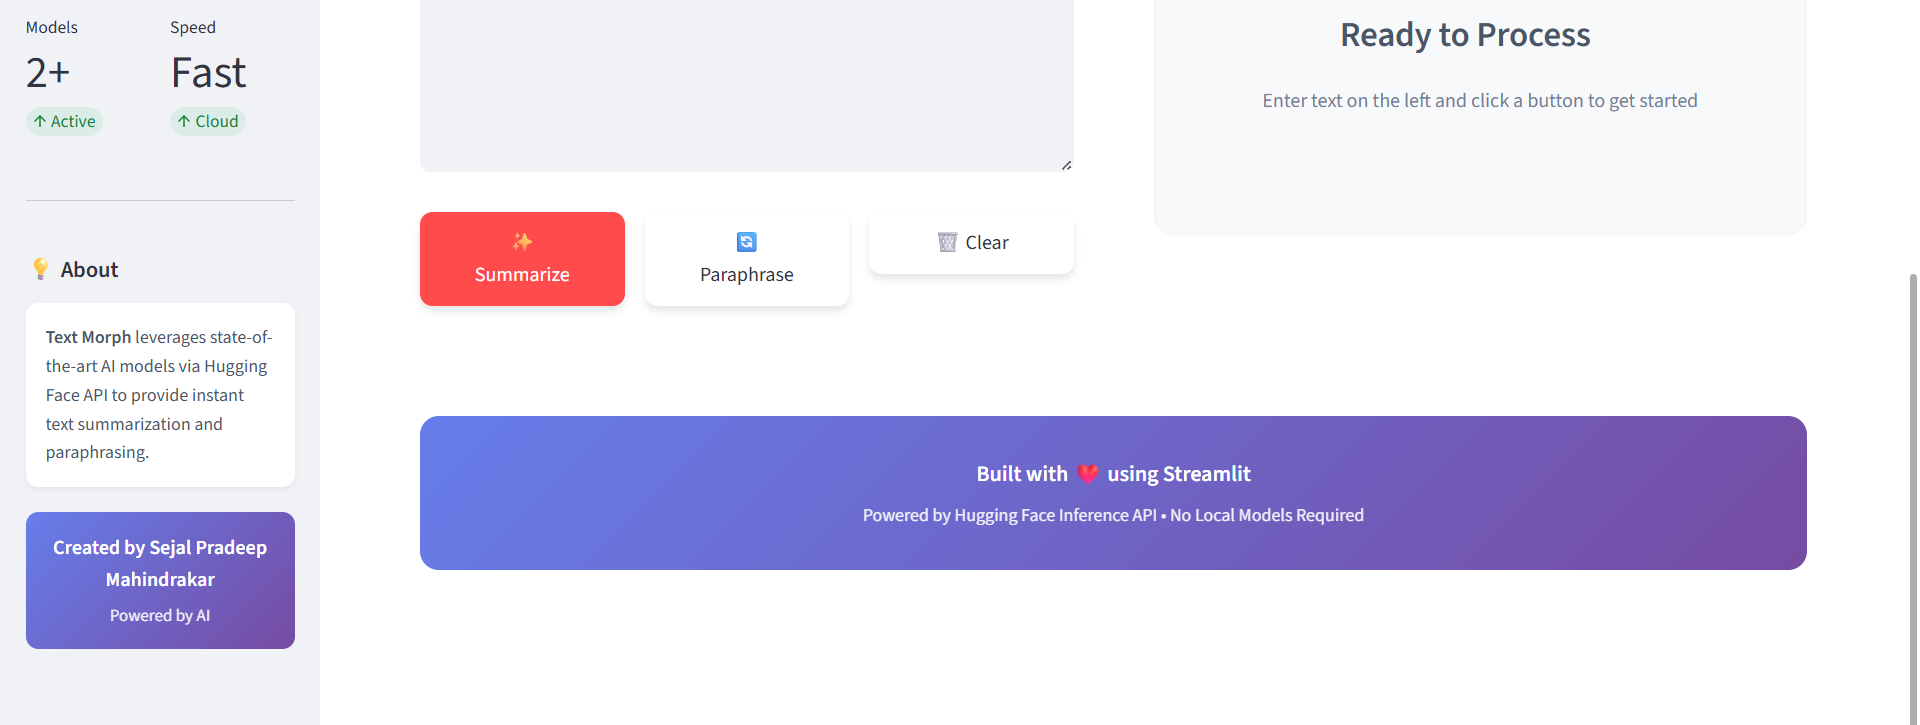 Models
2+
↑ Active
Speed
Fast
↑ Cloud
💡 About
Text Morph leverages state-of-
the-art AI models via Hugging
Face API to provide instant
text summarization and
paraphrasing.
Created by Sejal Pradeep
Mahindrakar
Powered by AI
✨
Summarize
🔄
Paraphrase
🗑️ Clear
Ready to Process
Enter text on the left and click a button to get started
Built with ❤️ using Streamlit
Powered by Hugging Face Inference API • No Local Models Required